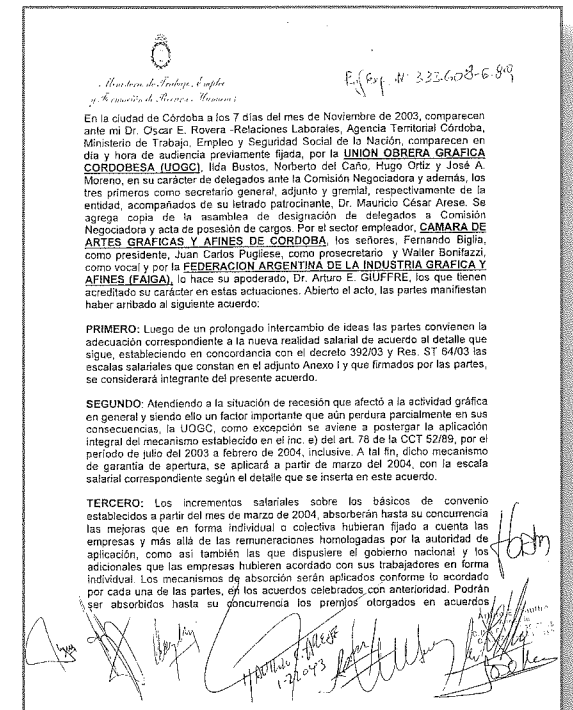 Ministerio de Trabajo, Empleo
y Formación de Recursos Humanos
Ref Exp. Nº 333.608-6.89
En la ciudad de Córdoba a los 7 días del mes de Noviembre de 2003, comparecen
ante mi Dr. Oscar E. Rovera -Relaciones Laborales, Agencia Territorial Córdoba,
Ministerio de Trabajo, Empleo y Seguridad Social de la Nación, comparecen en
día y hora de audiencia previamente fijada, por la UNION OBRERA GRAFICA
CORDOBESA (UOGC), Ilda Bustos, Norberto del Caño, Hugo Ortiz y José A.
Moreno, en su carácter de delegados ante la Comisión Negociadora y además, los
tres primeros como secretario general, adjunto y gremial, respectivamente de la
entidad, acompañados de su letrado patrocinante, Dr. Mauricio César Arese. Se
agrega copia de la asamblea de designación de delegados a Comisión
Negociadora y acta de posesión de cargos. Por el sector empleador, CAMARA DE
ARTES GRAFICAS Y AFINES DE CORDOBA, los señores, Fernando Biglia,
como presidente, Juan Carlos Pugliese, como prosecretario y Walter Bonifazzi,
como vocal y por la FEDERACION ARGENTINA DE LA INDUSTRIA GRAFICA Y
AFINES (FAIGA), lo hace su apoderado, Dr. Arturo E. GIUFFRE, los que tienen
acreditado su carácter en estas actuaciones. Abierto el acto, las partes manifiestan
haber arribado al siguiente acuerdo:
PRIMERO: Luego de un prolongado intercambio de ideas las partes convienen la
adecuación correspondiente a la nueva realidad salarial de acuerdo al detalle que
sigue, estableciendo en concordancia con el decreto 392/03 y Res. ST 64/03 las
escalas salariales que constan en el adjunto Anexo I y que firmados por las partes,
se considerará integrante del presente acuerdo.
SEGUNDO: Atendiendo a la situación de recesión que afectó a la actividad gráfica
en general y siendo ello un factor importante que aún perdura parcialmente en sus
consecuencias, la UOGC, como excepción se aviene a postergar la aplicación
integral del mecanismo establecido en el inc. e) del art. 78 de la CCT 52/89, por el
período de julio del 2003 a febrero de 2004, inclusive. A tal fin, dicho mecanismo
de garantía de apertura, se aplicará a partir de marzo del 2004, con la escala
salarial correspondiente según el detalle que se inserta en este acuerdo.
TERCERO: Los incrementos salariales sobre los básicos de convenio
establecidos a partir del mes de marzo de 2004, absorberán hasta su concurrencia
las mejoras que en forma individual o colectiva hubieran fijado a cuenta las
empresas y más allá de las remuneraciones homologadas por la autoridad de
aplicación, como así también las que dispusiere el gobierno nacional y los
adicionales que las empresas hubieren acordado con sus trabajadores en forma
individual. Los mecanismos de absorción serán aplicados conforme lo acordado
por cada una de las partes, en los acuerdos celebrados con anterioridad. Podrán
ser absorbidos hasta su concurrencia los premios otorgados en acuerdos
1-22043